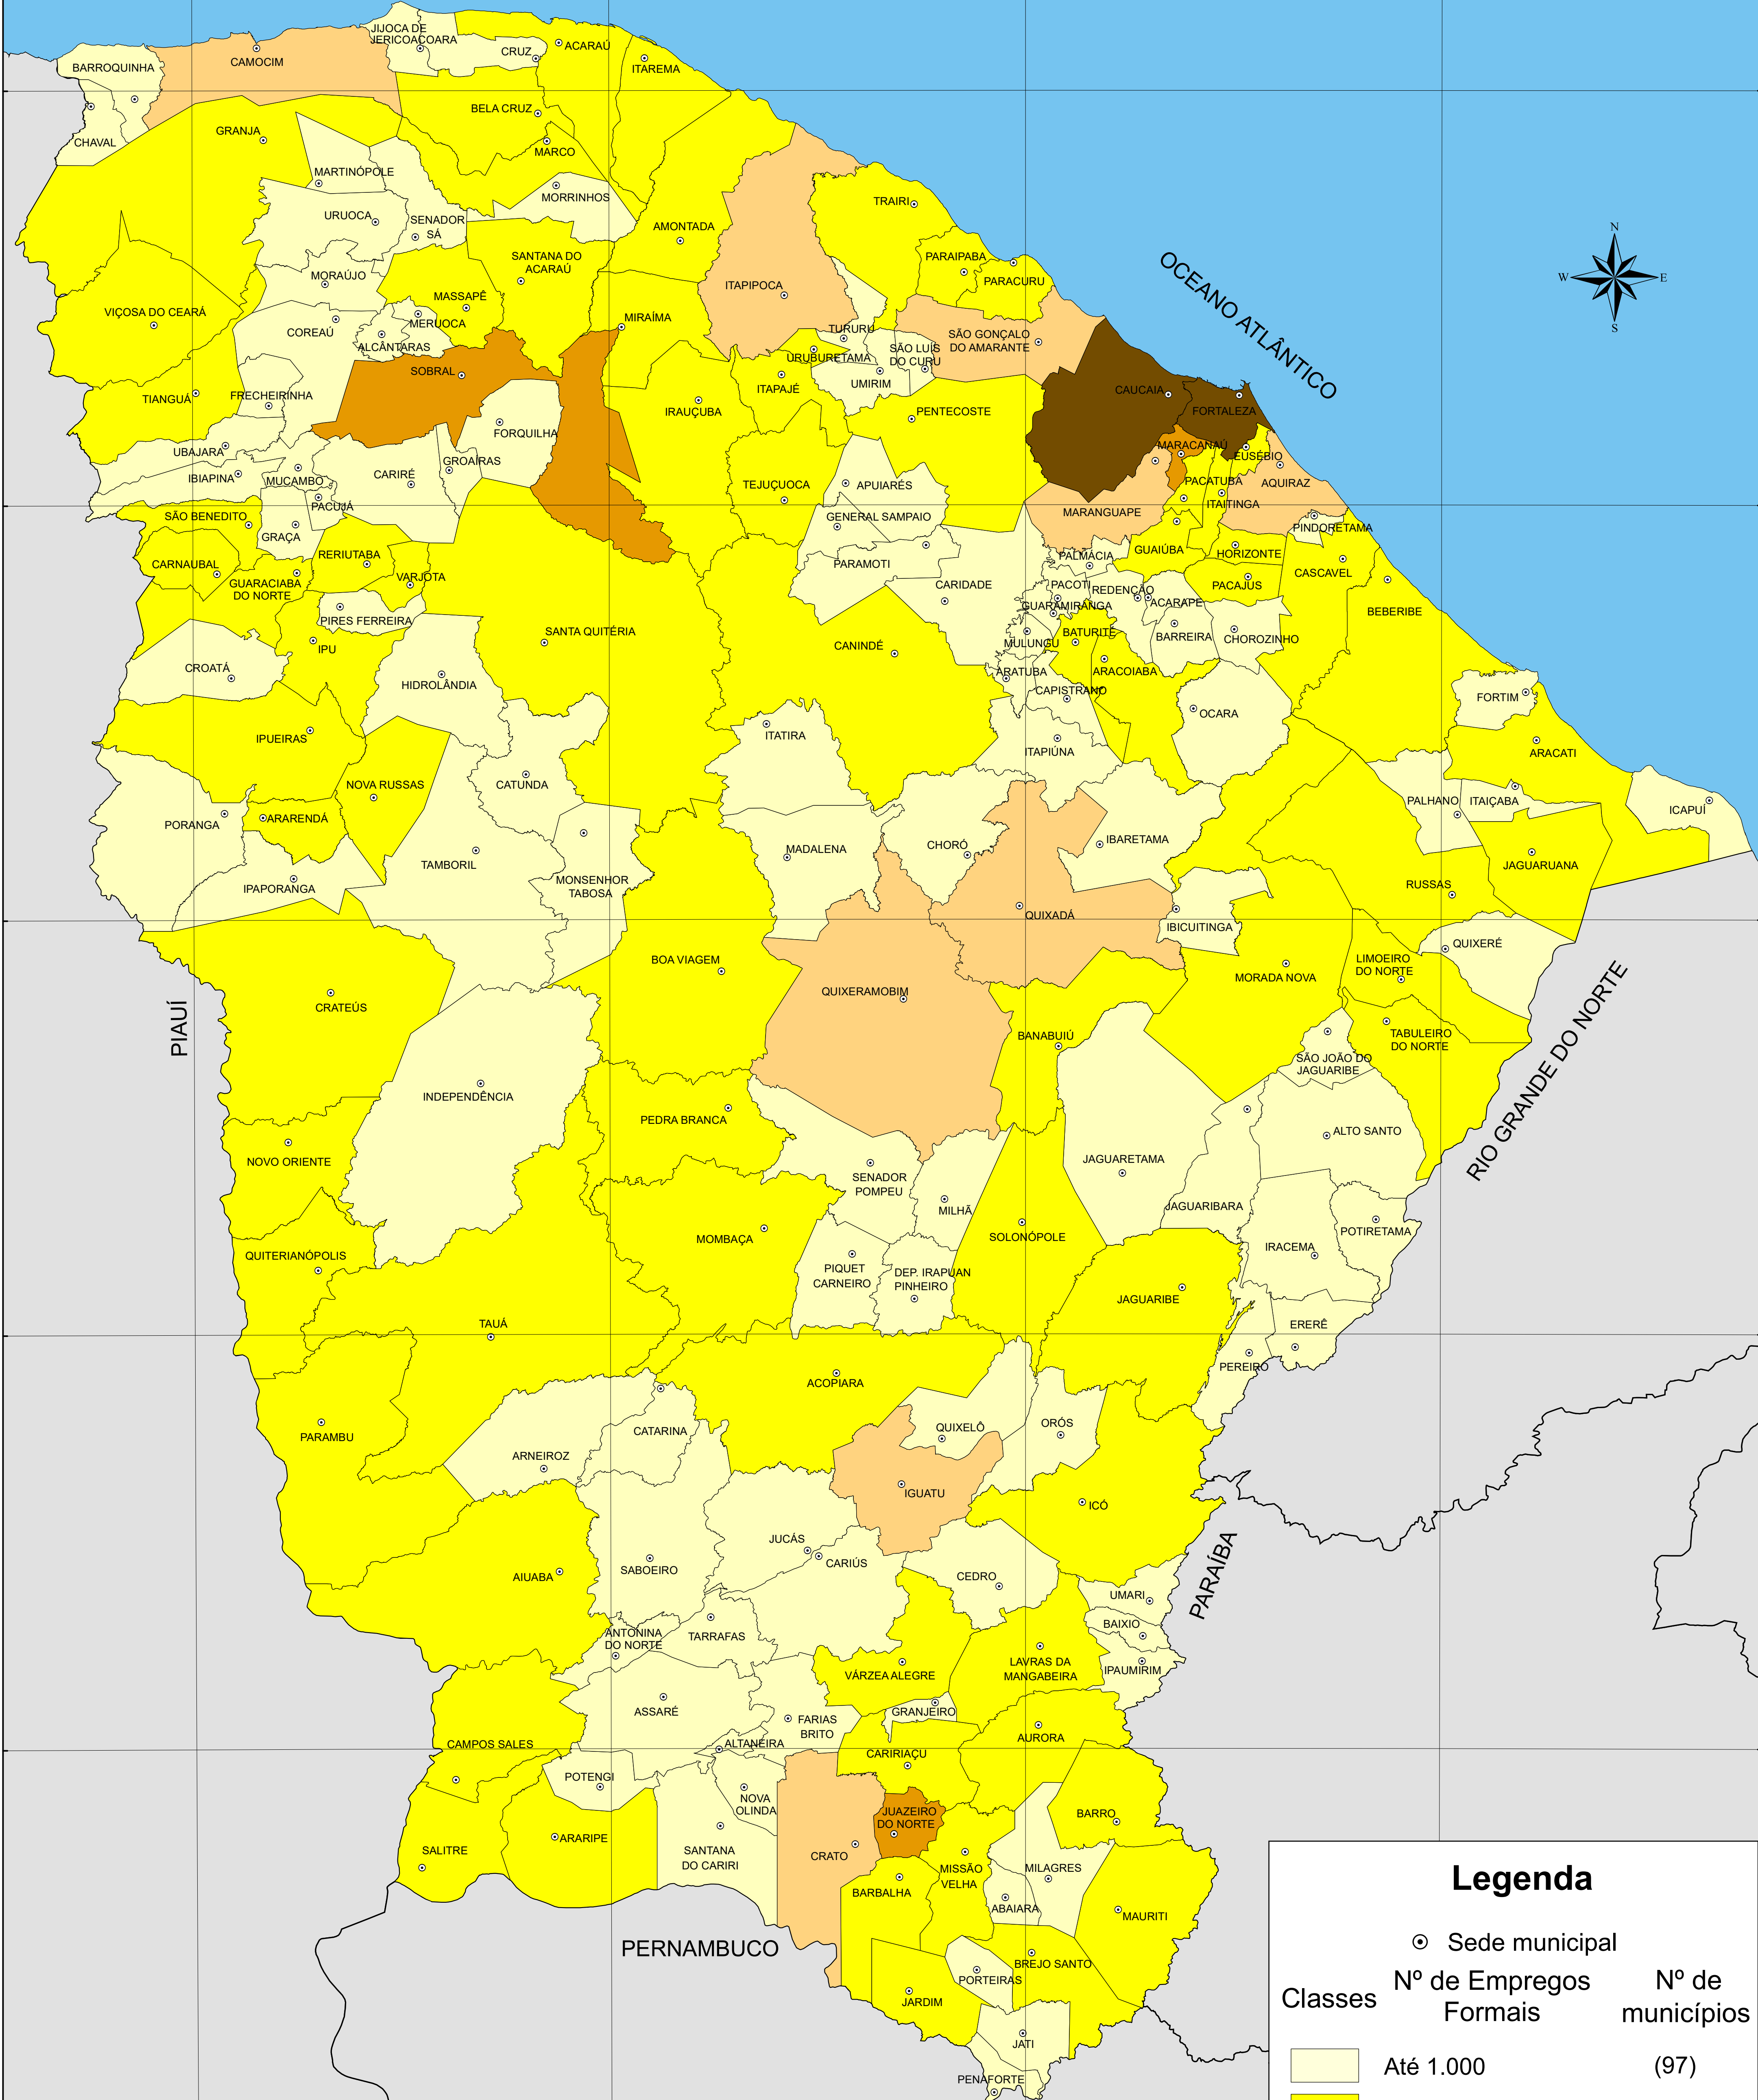 JIJOCA DE
JERICOACOARA
CRUZ
ACARAÚ
BARROQUINHA
CAMOCIM
ITAREMA
BELA CRUZ
CHAVAL
GRANJA
MARCO
MARTINÓPOLE
MORRINHOS
URUOCA
SENADOR
SÁ
AMONTADA
TRAIRI
N
W
E
S
OCEANO ATLÂNTICO
SANTANA DO
ACARAÚ
PARAIPABA
PARACURU
MORAÚJO
MASSAPÊ
ITAPIPOCA
VIÇOSA DO CEARÁ
COREAÚ
MERUOCA
MIRAÍMA
TURURU
SÃO GONÇALO
DO AMARANTE
ALCÂNTARAS
URUBURETAMA
SÃO LUÍS
DO CURU
SOBRAL
ITAPAJÉ
UMIRIM
CAUCAIA
TIANGUÁ
FRECHEIRINHA
IRAUÇUBA
PENTECOSTE
FORTALEZA
FORQUILHA
MARACANAÚ
EUSÉBIO
UBAJARA
GROAÍRAS
IBIAPINA
MUCAMBO
CARIRÉ
TEJUÇUOCA
APUIARÉS
PACATUBA
AQUIRAZ
PACUJÁ
ITAITINGA
SÃO BENEDITO
GENERAL SAMPAIO
MARANGUAPE
PINDORETAMA
GRAÇA
RERIUTABA
PALMÁCIA
GUAIÚBA
HORIZONTE
CARNAUBAL
VARJOTA
PARAMOTI
CASCAVEL
GUARACIABA
DO NORTE
CARIDADE
PACOTI
REDENÇÃO
PACAJUS
GUARAMIRANGA
ACARAPE
BEBERIBE
PIRES FERREIRA
SANTA QUITÉRIA
CANINDÉ
MULUNGU
BATURITÉ
BARREIRA
CHOROZINHO
IPU
CROATÁ
HIDROLÂNDIA
ARATUBA
ARACOIABA
CAPISTRANO
OCARA
FORTIM
IPUEIRAS
ITATIRA
ITAPIÚNA
ARACATI
NOVA RUSSAS
CATUNDA
PALHANO
ITAIÇABA
ICAPUÍ
PORANGA
ARARENDÁ
TAMBORIL
MADALENA
CHORÓ
IBARETAMA
JAGUARUANA
IPAPORANGA
MONSENHOR
TABOSA
RUSSAS
QUIXADÁ
IBICUITINGA
QUIXERÉ
BOA VIAGEM
LIMOEIRO
DO NORTE
MORADA NOVA
CRATEÚS
QUIXERAMOBIM
PIAUÍ
BANABUIÚ
TABULEIRO
DO NORTE
RIO GRANDE DO NORTE
SÃO JOÃO DO
JAGUARIBE
INDEPENDÊNCIA
PEDRA BRANCA
ALTO SANTO
NOVO ORIENTE
SENADOR
POMPEU
JAGUARETAMA
MILHÃ
JAGUARIBARA
POTIRETAMA
MOMBAÇA
SOLONÓPOLE
IRACEMA
QUITERIANÓPOLIS
PIQUET
CARNEIRO
DEP. IRAPUAN
PINHEIRO
JAGUARIBE
TAUÁ
ERERÊ
PEREIRO
ACOPIARA
PARAMBU
CATARINA
QUIXELÔ
ORÓS
ARNEIROZ
IGUATU
ICÓ
JUCÁS
CARIÚS
PARAÍBA
AIUABA
SABOEIRO
CEDRO
UMARI
ANTONINA
DO NORTE
TARRAFAS
BAIXIO
LAVRAS DA
MANGABEIRA
IPAUMIRIM
VÁRZEA ALEGRE
ASSARÉ
FARIAS
BRITO
GRANJEIRO
CAMPOS SALES
ALTANEIRA
AURORA
CARIRIAÇU
POTENGI
NOVA
OLINDA
JUAZEIRO
DO NORTE
BARRO
SALITRE
ARARIPE
SANTANA
DO CARIRI
CRATO
MISSÃO
VELHA
MILAGRES
BARBALHA
ABAIARA
MAURITI
PERNAMBUCO
BREJO SANTO
PORTEIRAS
JARDIM
JATI
PENAFORTE
Legenda
Sede municipal
Classes
Nº de Empregos
Formais
Nº de
municípios
Até 1.000
(97)